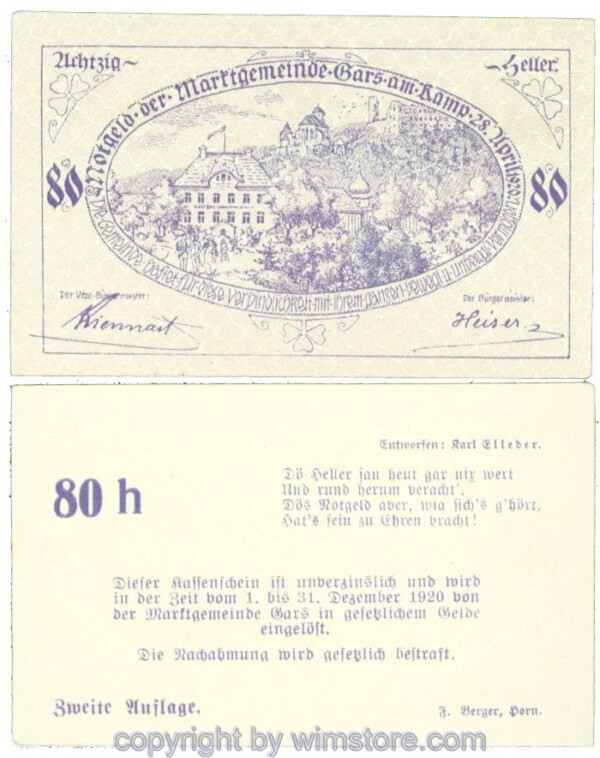 Achtzig
Heller.
Notgeld · der · Marktgemeinde · Gars · am · Kamp · 28. April 1920.
80
80
Die Gemeinde haftet für diese Verbindlichkeit mit ihrem ganzen bewegl. u. unbewegl. Vermögen
Der Vize-Bürgermeister:
Der Bürgermeister:
Kiennast
Heiser
Entworfen: Karl Elleder.
80 h
Dö Heller san heut gar nix wert
Und rund herum veracht'.
Dös Notgeld aber, wia sich's g'hört,
Hat's fein zu Ehren bracht!
Dieser Kassenschein ist unverzinslich und wird
in der Zeit vom 1. bis 31. Dezember 1920 von
der Marktgemeinde Gars in gesetzlichem Gelde
eingelöst.
Die Nachahmung wird gesetzlich bestraft.
Zweite Auflage.
F. Berger, Horn.
copyright by wimstore.com